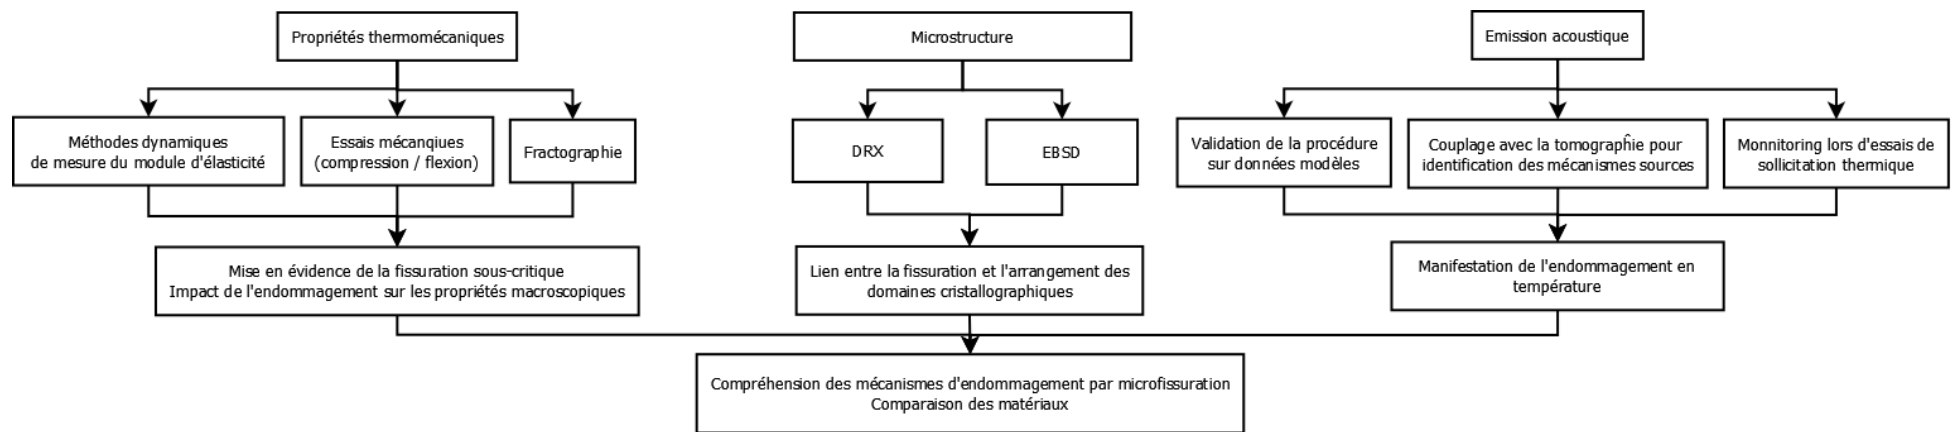 Propriétés thermomécaniques
Microstructure
Emission acoustique
Méthodes dynamiques
de mesure du module d'élasticité
Essais mécanqiues
(compression / flexion)
Fractographie
DRX
EBSD
Validation de la procédure
sur données modèles
Couplage avec la tomograp̂hie pour
identification des mécanismes sources
Monnitoring lors d'essais de
sollicitation thermique
Mise en évidence de la fissuration sous-critique
Impact de l'endommagement sur les propriétés macroscopiques
Lien entre la fissuration et l'arrangement des
domaines cristallographiques
Manifestation de l'endommagement en
température
Compréhension des mécanismes d'endommagement par microfissuration
Comparaison des matériaux